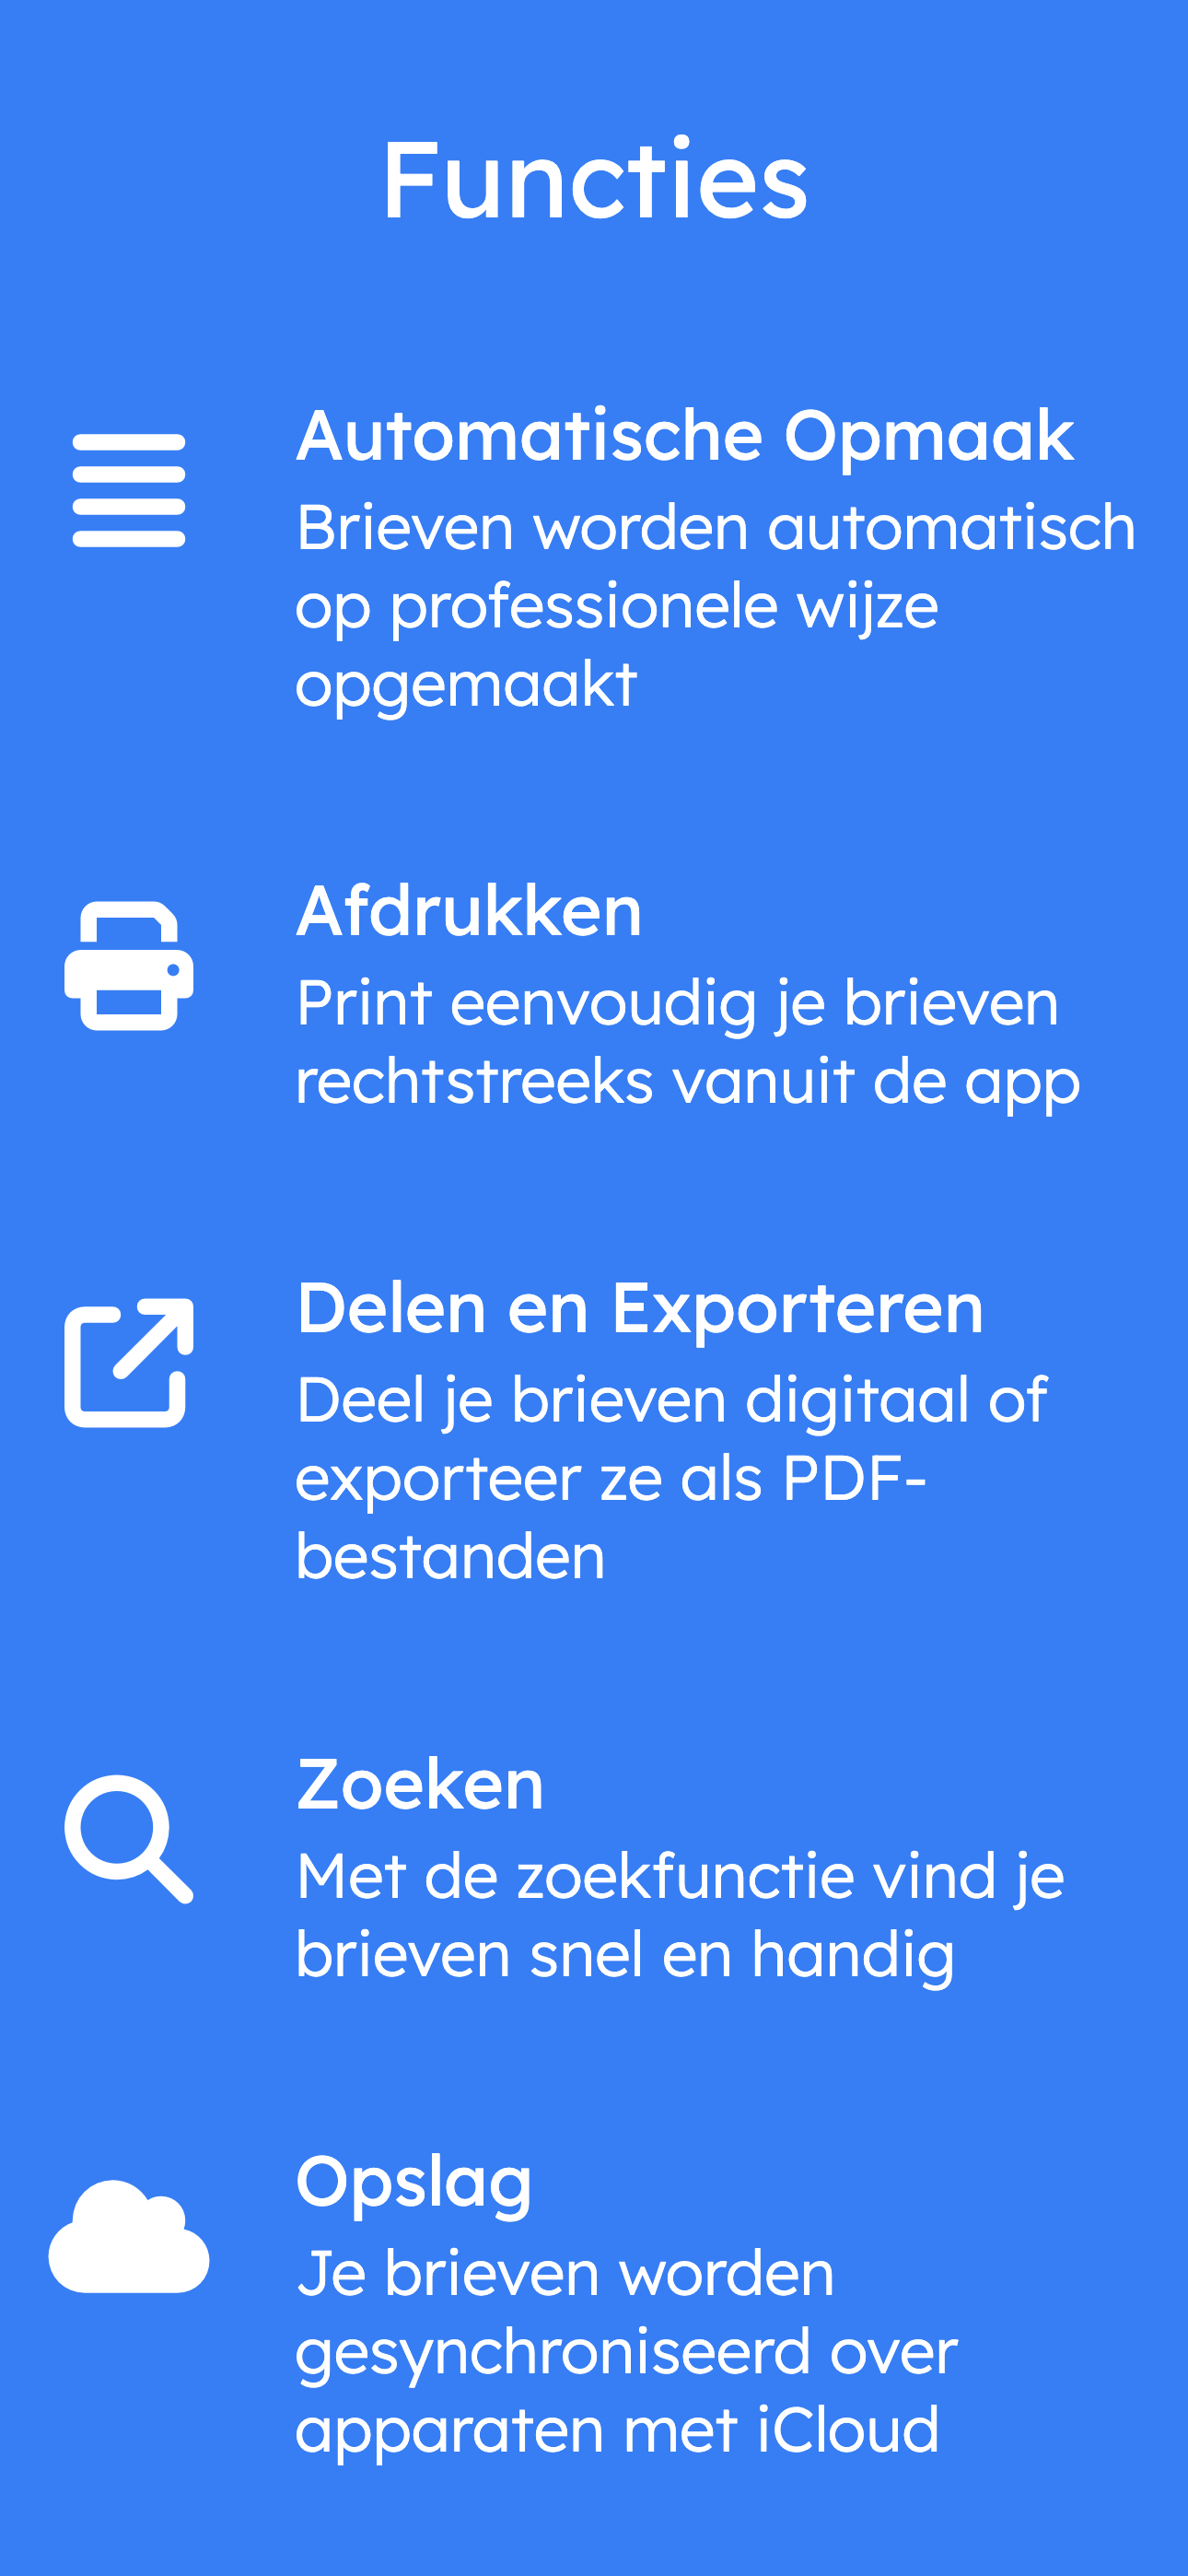 Functies
Automatische Opmaak
Brieven worden automatisch
op professionele wijze
opgemaakt
Afdrukken
Print eenvoudig je brieven
rechtstreeks vanuit de app
Delen en Exporteren
Deel je brieven digitaal of
exporteer ze als PDF-
bestanden
Zoeken
Met de zoekfunctie vind je
brieven snel en handig
Opslag
Je brieven worden
gesynchroniseerd over
apparaten met iCloud